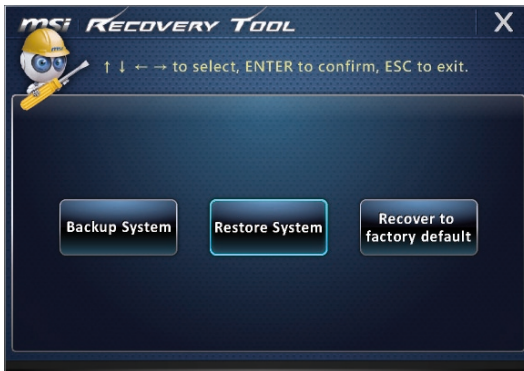 msi RECOVERY TOOL X
↑ ↓ ← → to select, ENTER to confirm, ESC to exit.
Backup System
Restore System
Recover to
factory default